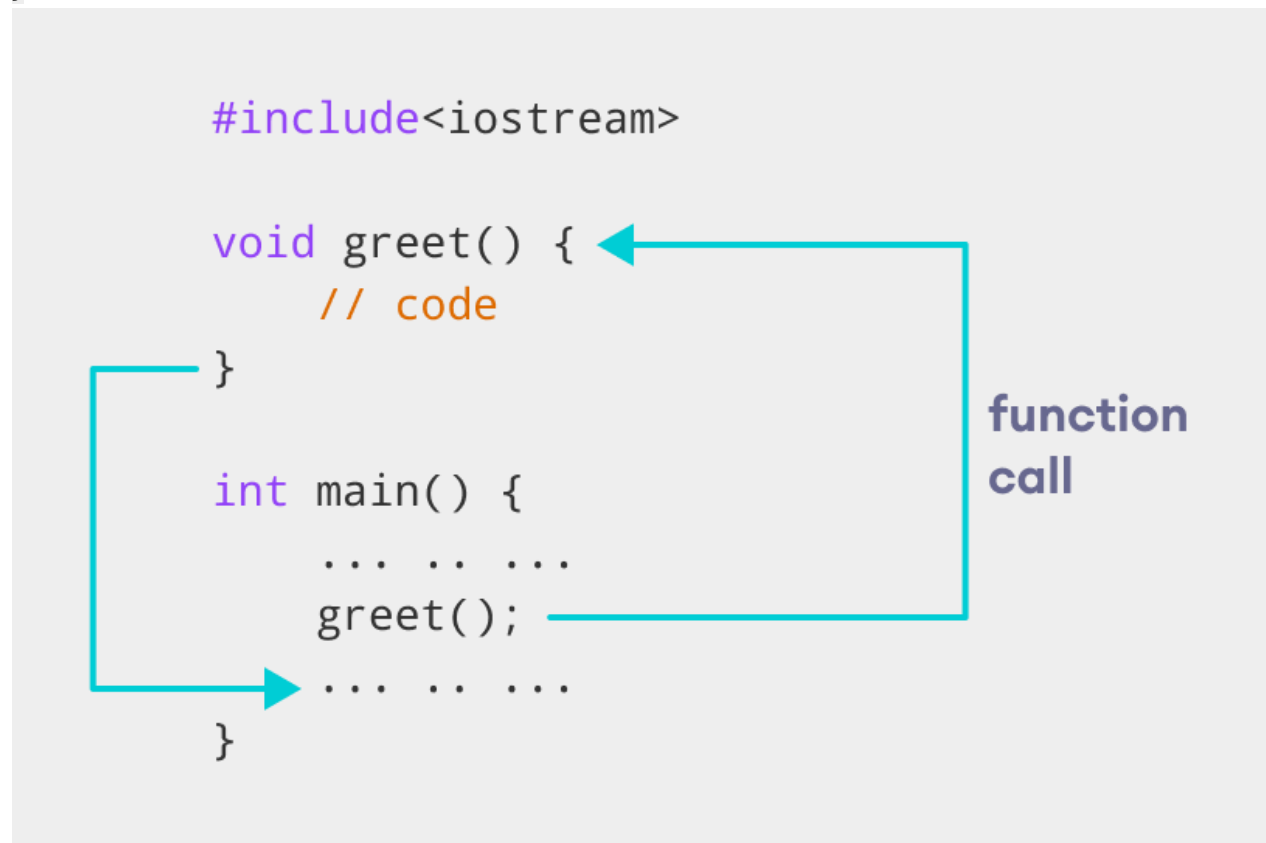 #include<iostream>
void greet() {
// code
}
function
call
int main() {
... .. ...
greet();
... .. ...
}